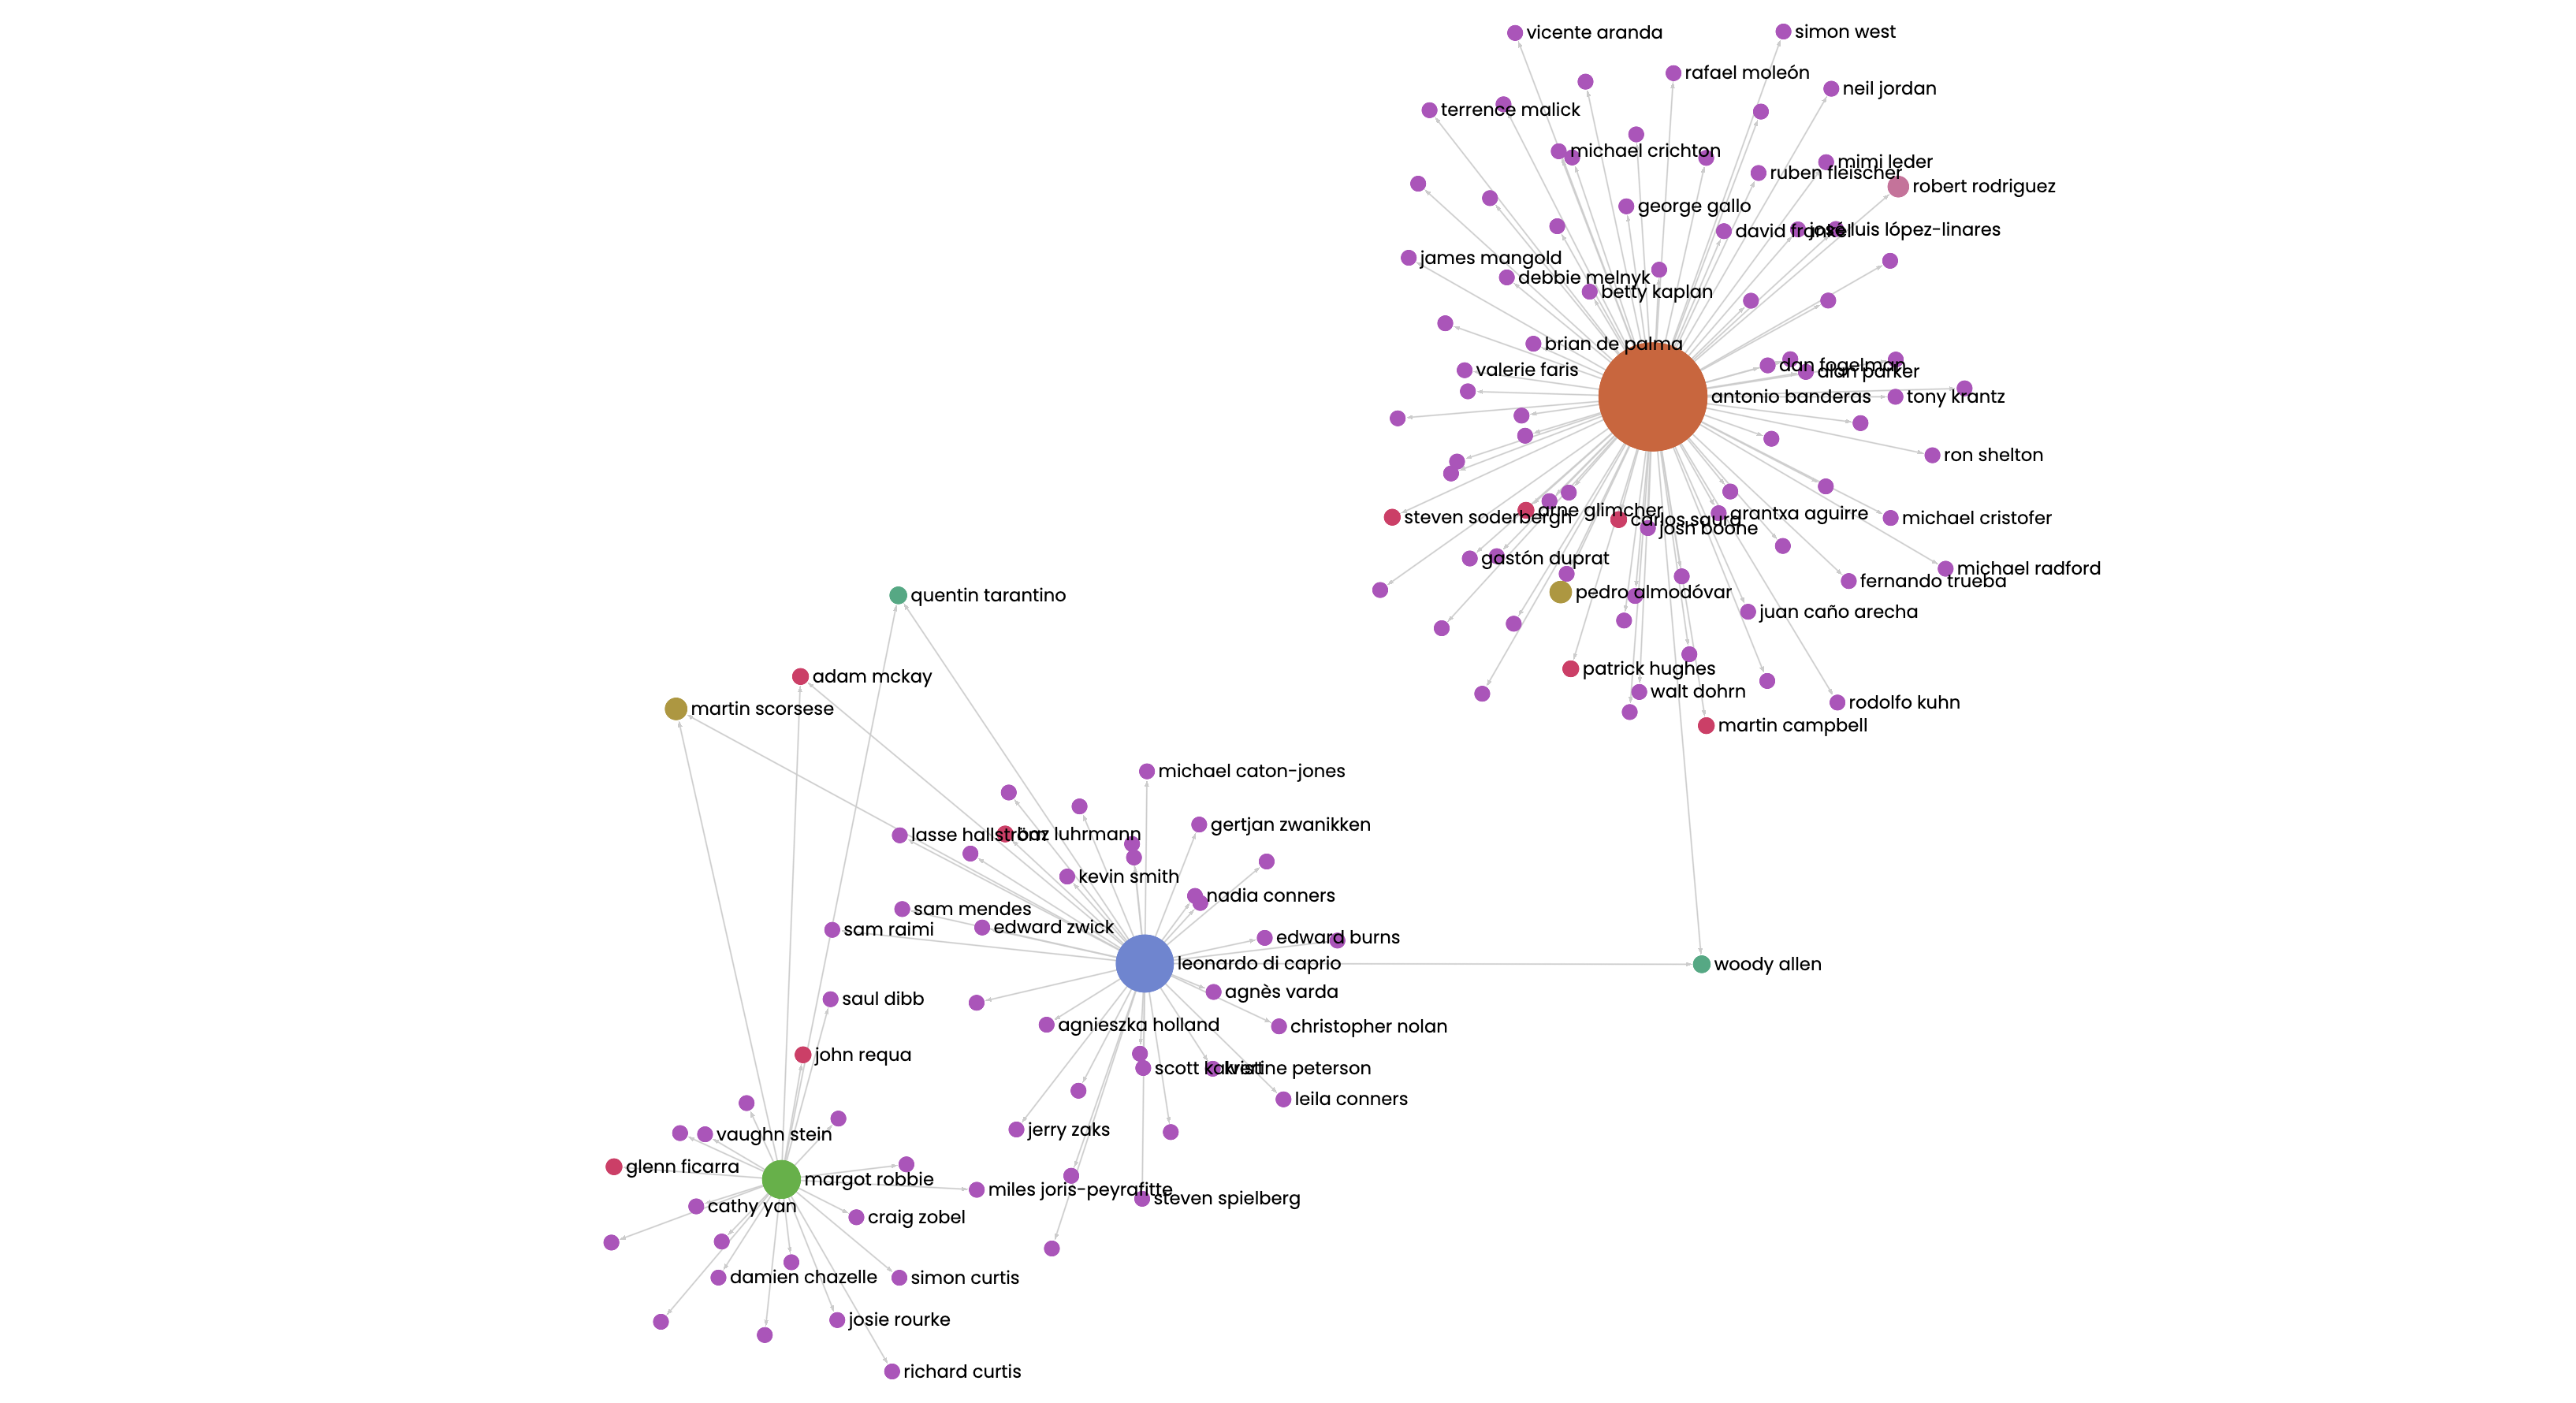 vicente aranda
simon west
rafael moleón
neil jordan
terrence malick
michael crichton
mimi leder
ruben fleischer
robert rodriguez
george gallo
david frankel
josé luis lópez-linares
james mangold
debbie melnyk
betty kaplan
brian de palma
valerie faris
dan fogelman
alan parker
antonio banderas
tony krantz
ron shelton
arne glimcher
steven soderbergh
carlos saura
arantxa aguirre
michael cristofer
josh boone
gastón duprat
michael radford
fernando trueba
pedro almodóvar
quentin tarantino
juan caño arecha
patrick hughes
adam mckay
walt dohrn
rodolfo kuhn
martin scorsese
martin campbell
michael caton-jones
gertjan zwanikken
lasse hallström
baz luhrmann
kevin smith
nadia conners
sam mendes
edward zwick
sam raimi
edward burns
leonardo di caprio
woody allen
agnès varda
saul dibb
agnieszka holland
christopher nolan
john requa
scott kalvert
kristine peterson
leila conners
jerry zaks
vaughn stein
glenn ficarra
margot robbie
miles joris-peyrafitte
steven spielberg
cathy yan
craig zobel
damien chazelle
simon curtis
josie rourke
richard curtis